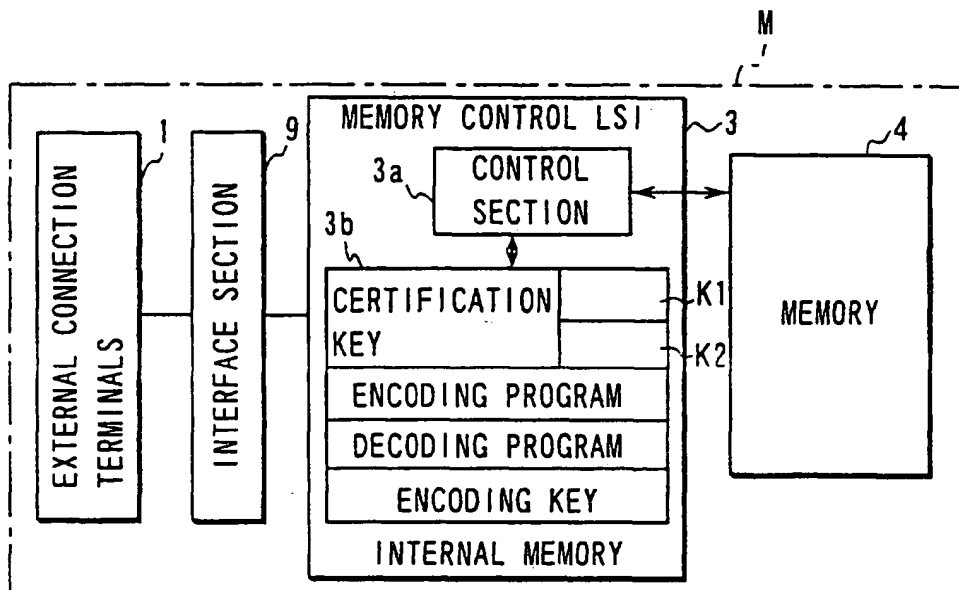 M
1
EXTERNAL CONNECTION
TERMINALS
9
INTERFACE SECTION
MEMORY CONTROL LSI
3
3a
CONTROL
SECTION
3b
CERTIFICATION
KEY
K1
K2
ENCODING PROGRAM
DECODING PROGRAM
ENCODING KEY
INTERNAL MEMORY
4
MEMORY